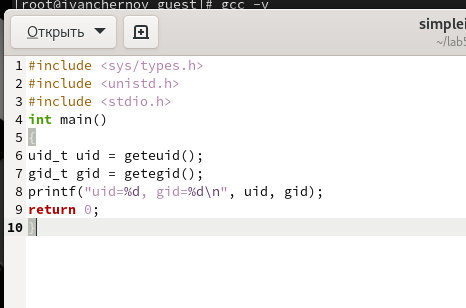 [root@ivanchernov guest]# gcc -v
Открыть
simplei
~/lab5
1 #include <sys/types.h>
2 #include <unistd.h>
3 #include <stdio.h>
4 int main()
5 {
6 uid_t uid = geteuid();
7 gid_t gid = getegid();
8 printf("uid=%d, gid=%d\n", uid, gid);
9 return 0;
10 }